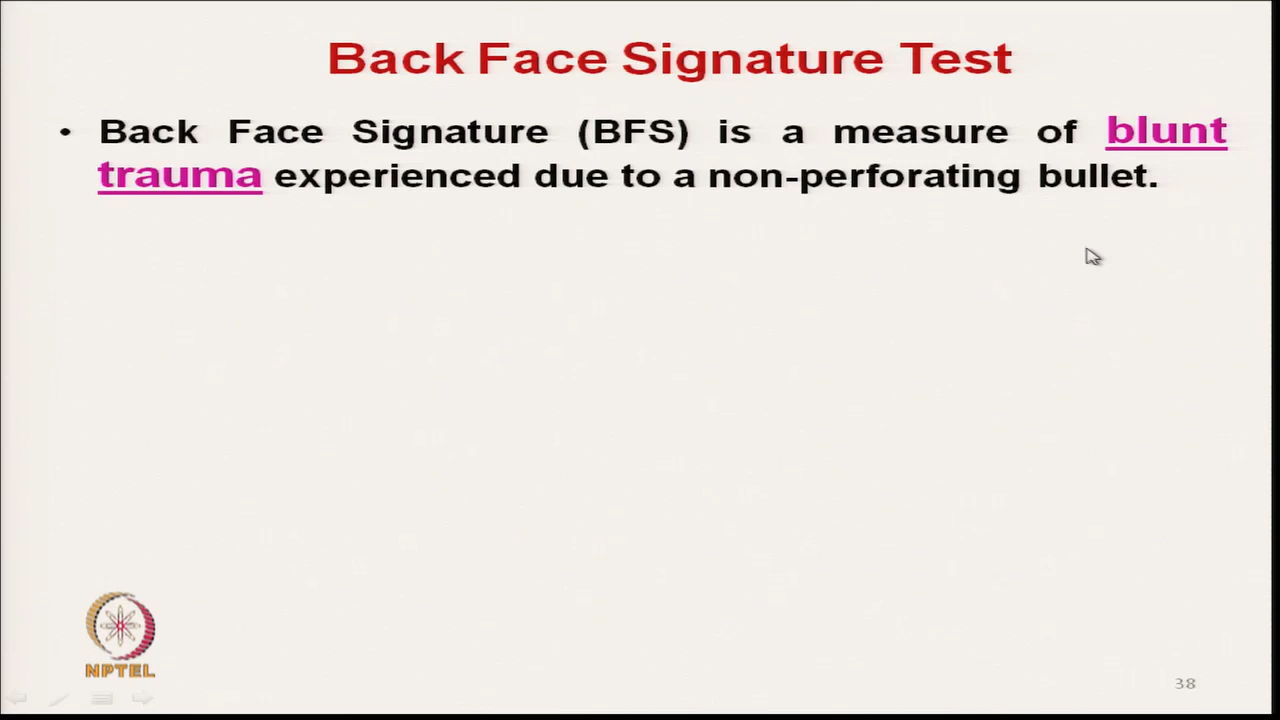 Back Face Signature Test
• Back Face Signature (BFS) is a measure of blunt
trauma experienced due to a non-perforating bullet.
NPTEL
38